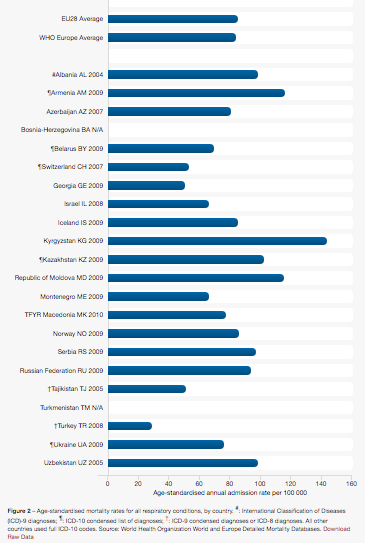 EU28 Average
WHO Europe Average
#Albania AL 2004
¶Armenia AM 2009
Azerbaijan AZ 2007
Bosnia-Herzegovina BA N/A
¶Belarus BY 2009
¶Switzerland CH 2007
Georgia GE 2009
Israel IL 2008
Iceland IS 2009
Kyrgyzstan KG 2009
¶Kazakhstan KZ 2009
Republic of Moldova MD 2009
Montenegro ME 2009
TFYR Macedonia MK 2010
Norway NO 2009
Serbia RS 2009
Russian Federation RU 2009
†Tajikistan TJ 2005
Turkmenistan TM N/A
†Turkey TR 2008
¶Ukraine UA 2009
Uzbekistan UZ 2005
0 20 40 60 80 100 120 140 160
Age-standardised annual admission rate per 100 000
Figure 2 – Age-standardised mortality rates for all respiratory conditions, by country. #: International Classification of Diseases
(ICD)-9 diagnoses; ¶: ICD-10 condensed list of diagnoses; †: ICD-9 condensed diagnoses or ICD-8 diagnoses. All other
countries used full ICD-10 codes. Source: World Health Organization World and Europe Detailed Mortality Databases. Download
Raw Data